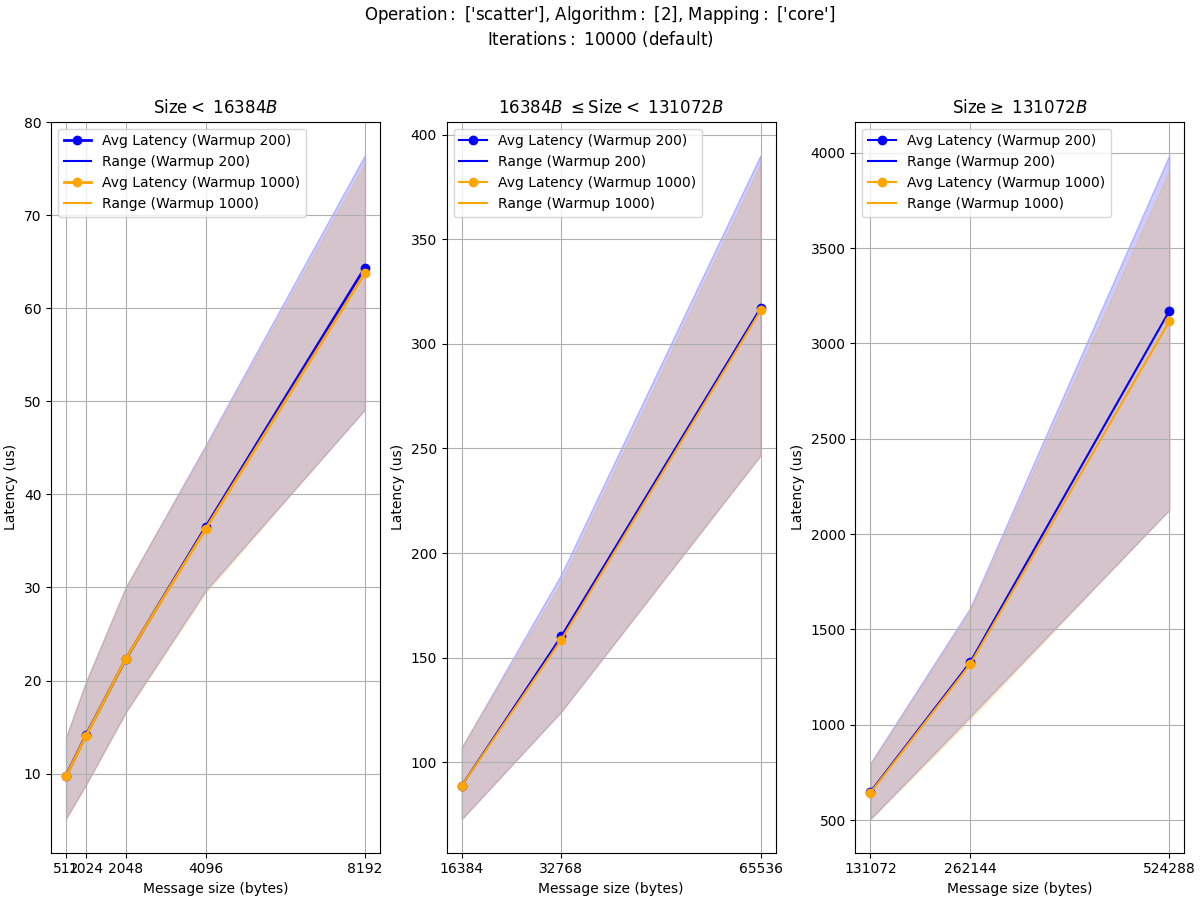 Operation: ['scatter'], Algorithm: [2], Mapping: ['core']
Iterations: 10000 (default)
Size < 16384B
80
70
60
50
40
30
20
10
Latency (us)
Avg Latency (Warmup 200)
Range (Warmup 200)
Avg Latency (Warmup 1000)
Range (Warmup 1000)
512 1024 2048 4096 8192
Message size (bytes)
16384B ≤ Size < 131072B
400
350
300
250
200
150
100
Latency (us)
Avg Latency (Warmup 200)
Range (Warmup 200)
Avg Latency (Warmup 1000)
Range (Warmup 1000)
16384 32768 65536
Message size (bytes)
Size ≥ 131072B
4000
3500
3000
2500
2000
1500
1000
500
Latency (us)
Avg Latency (Warmup 200)
Range (Warmup 200)
Avg Latency (Warmup 1000)
Range (Warmup 1000)
131072 262144 524288
Message size (bytes)